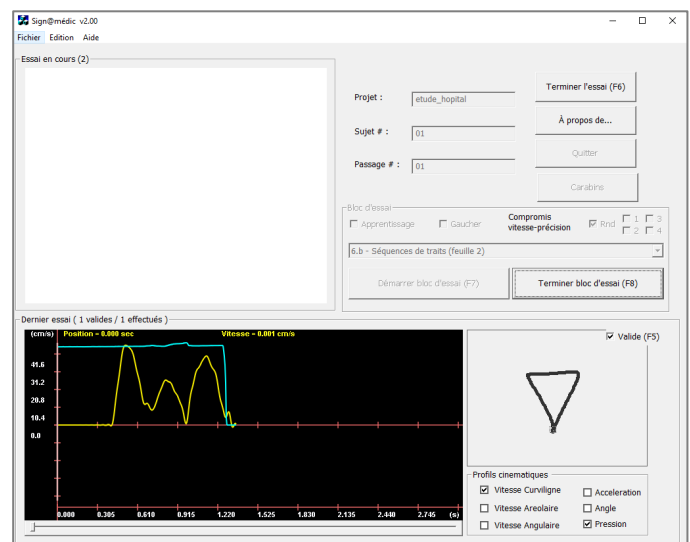 Sign@médic v2.00
Fichier Edition Aide
Essai en cours (2)
Projet : etude_hopital
Sujet # : 01
Passage # : 01
Terminer l'essai (F6)
À propos de...
Quitter
Carabins
Bloc d'essai
Apprentissage Gaucher Compromis vitesse-précision Rnd 1 3 2 4
6.b - Séquences de traits (feuille 2)
Démarrer bloc d'essai (F7) Terminer bloc d'essai (F8)
Dernier essai ( 1 valides / 1 effectués )
(cm/s) Position = 0.000 sec Vitesse = 0.001 cm/s
41.6
31.2
20.8
10.4
0.0
0.000 0.305 0.610 0.915 1.220 1.525 1.830 2.135 2.440 2.745 (s)
Valide (F5)
Profils cinematiques
Vitesse Curviligne Acceleration
Vitesse Areolaire Angle
Vitesse Angulaire Pression